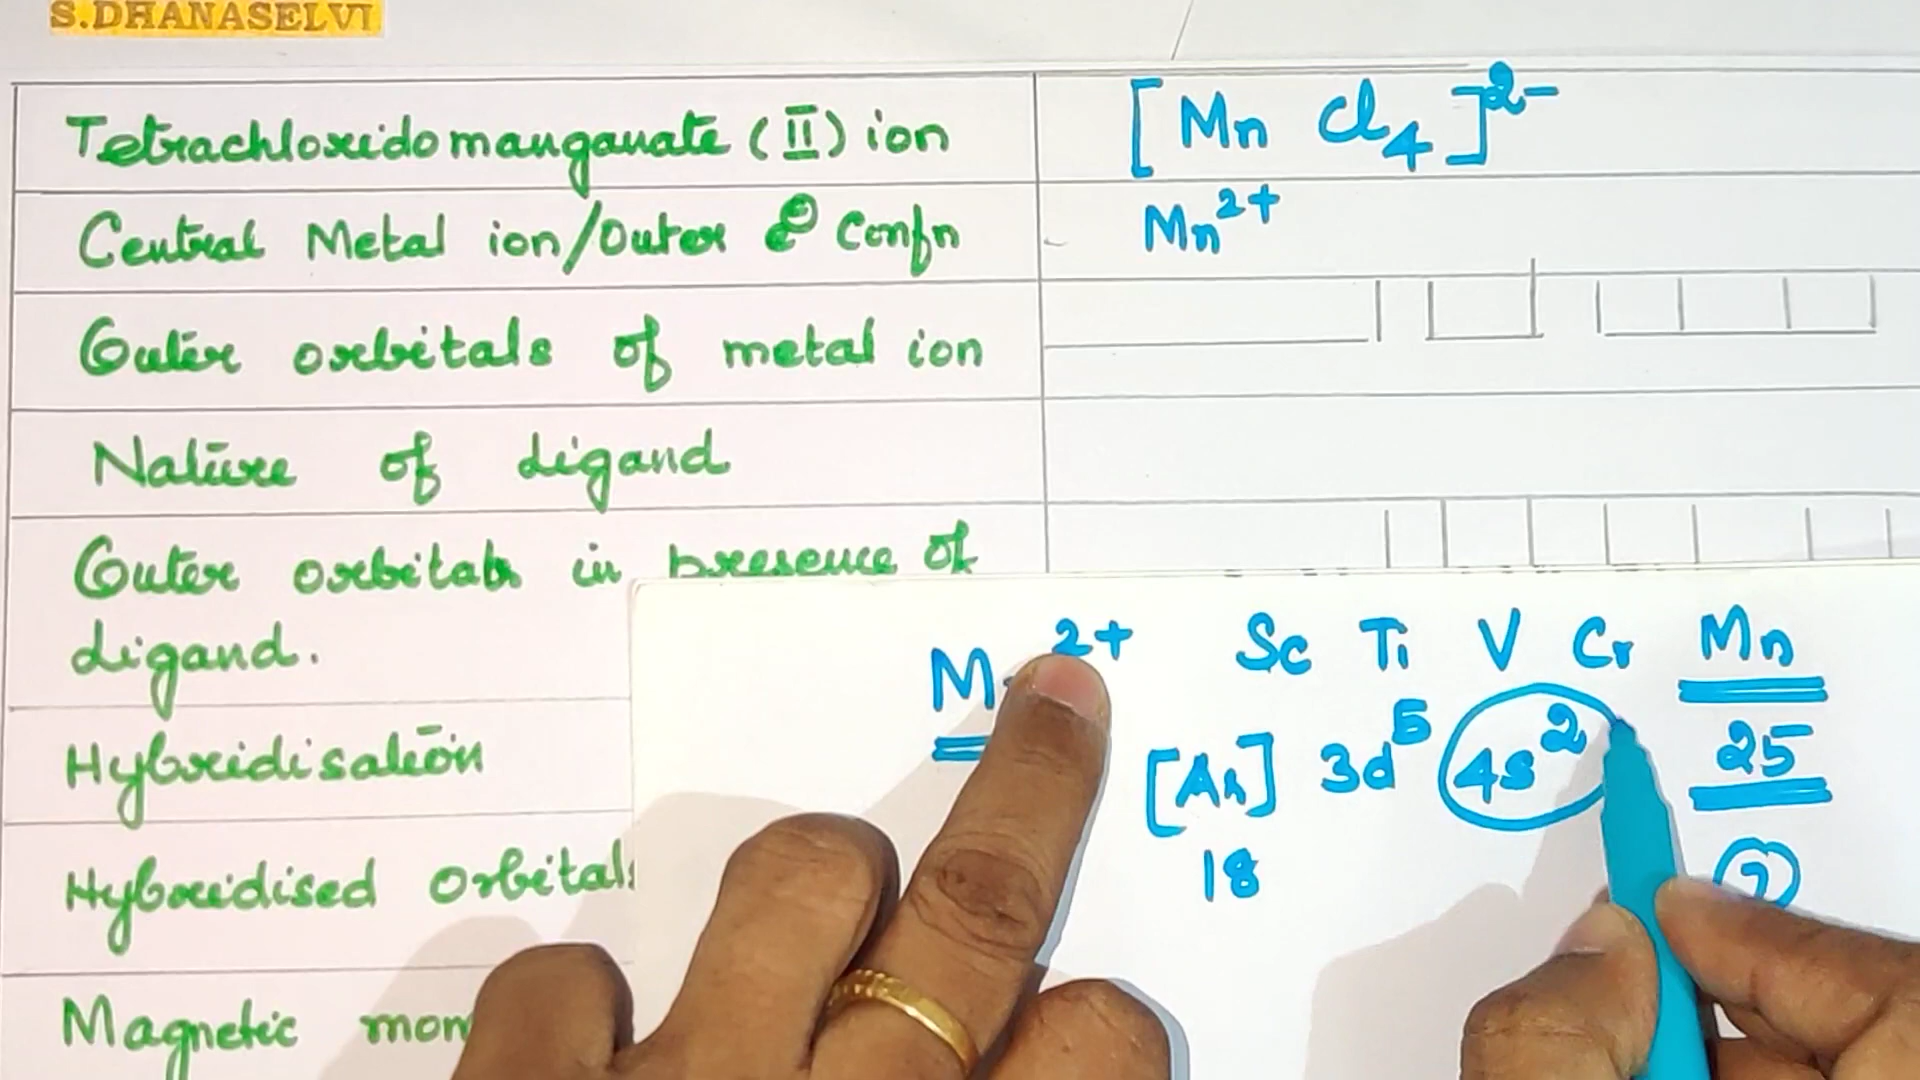 S.DHANASELVI
Tetrachloridomanganate (II) ion [Mn Cl4]2-
Central Metal ion/Outer e⊖ Confn Mn2+
Outer orbitals of metal ion
Nature of Ligand
Outer orbitals in presence of
Ligand.
Hybridisation
Hybridised Orbitals
Magnetic
2+ Sc Ti V Cr Mn
[Ar] 3d5 4s2 25
18